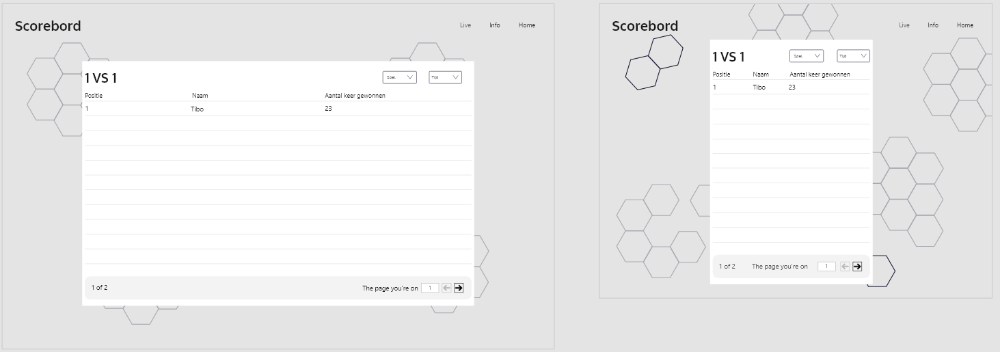 Scorebord
Live Info Home
1 VS 1
Spel Tijd
Positie Naam Aantal keer gewonnen
1 Tibo 23
1 of 2 The page you're on 1
Scorebord
Live Info Home
1 VS 1
Spel Tijd
Positie Naam Aantal keer gewonnen
1 Tibo 23
1 of 2 The page you're on 1